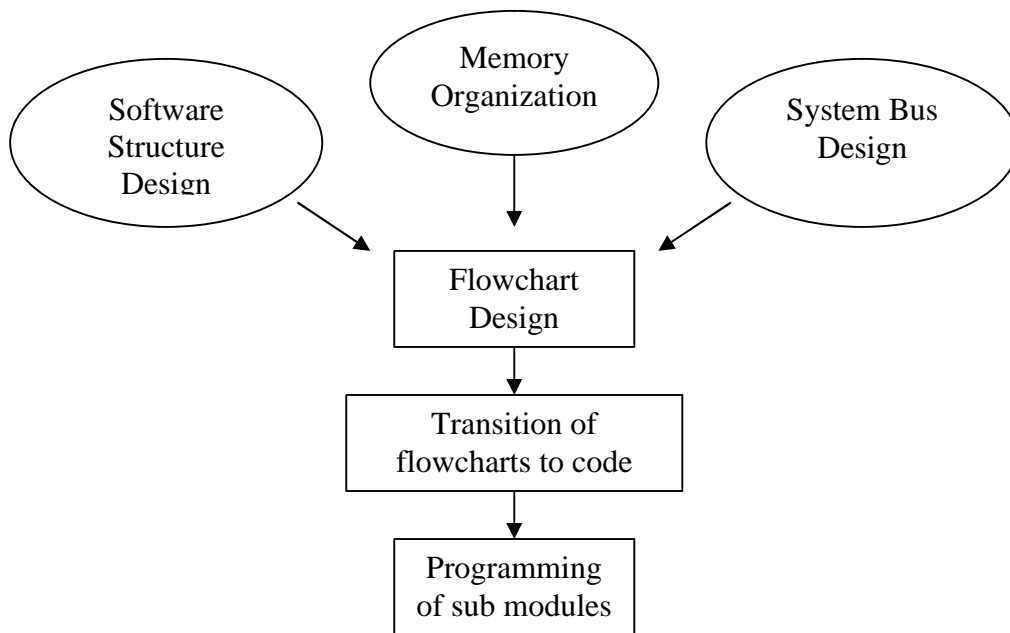 Software
Structure
Design
Memory
Organization
System Bus
Design
Flowchart
Design
Transition of
flowcharts to code
Programming
of sub modules